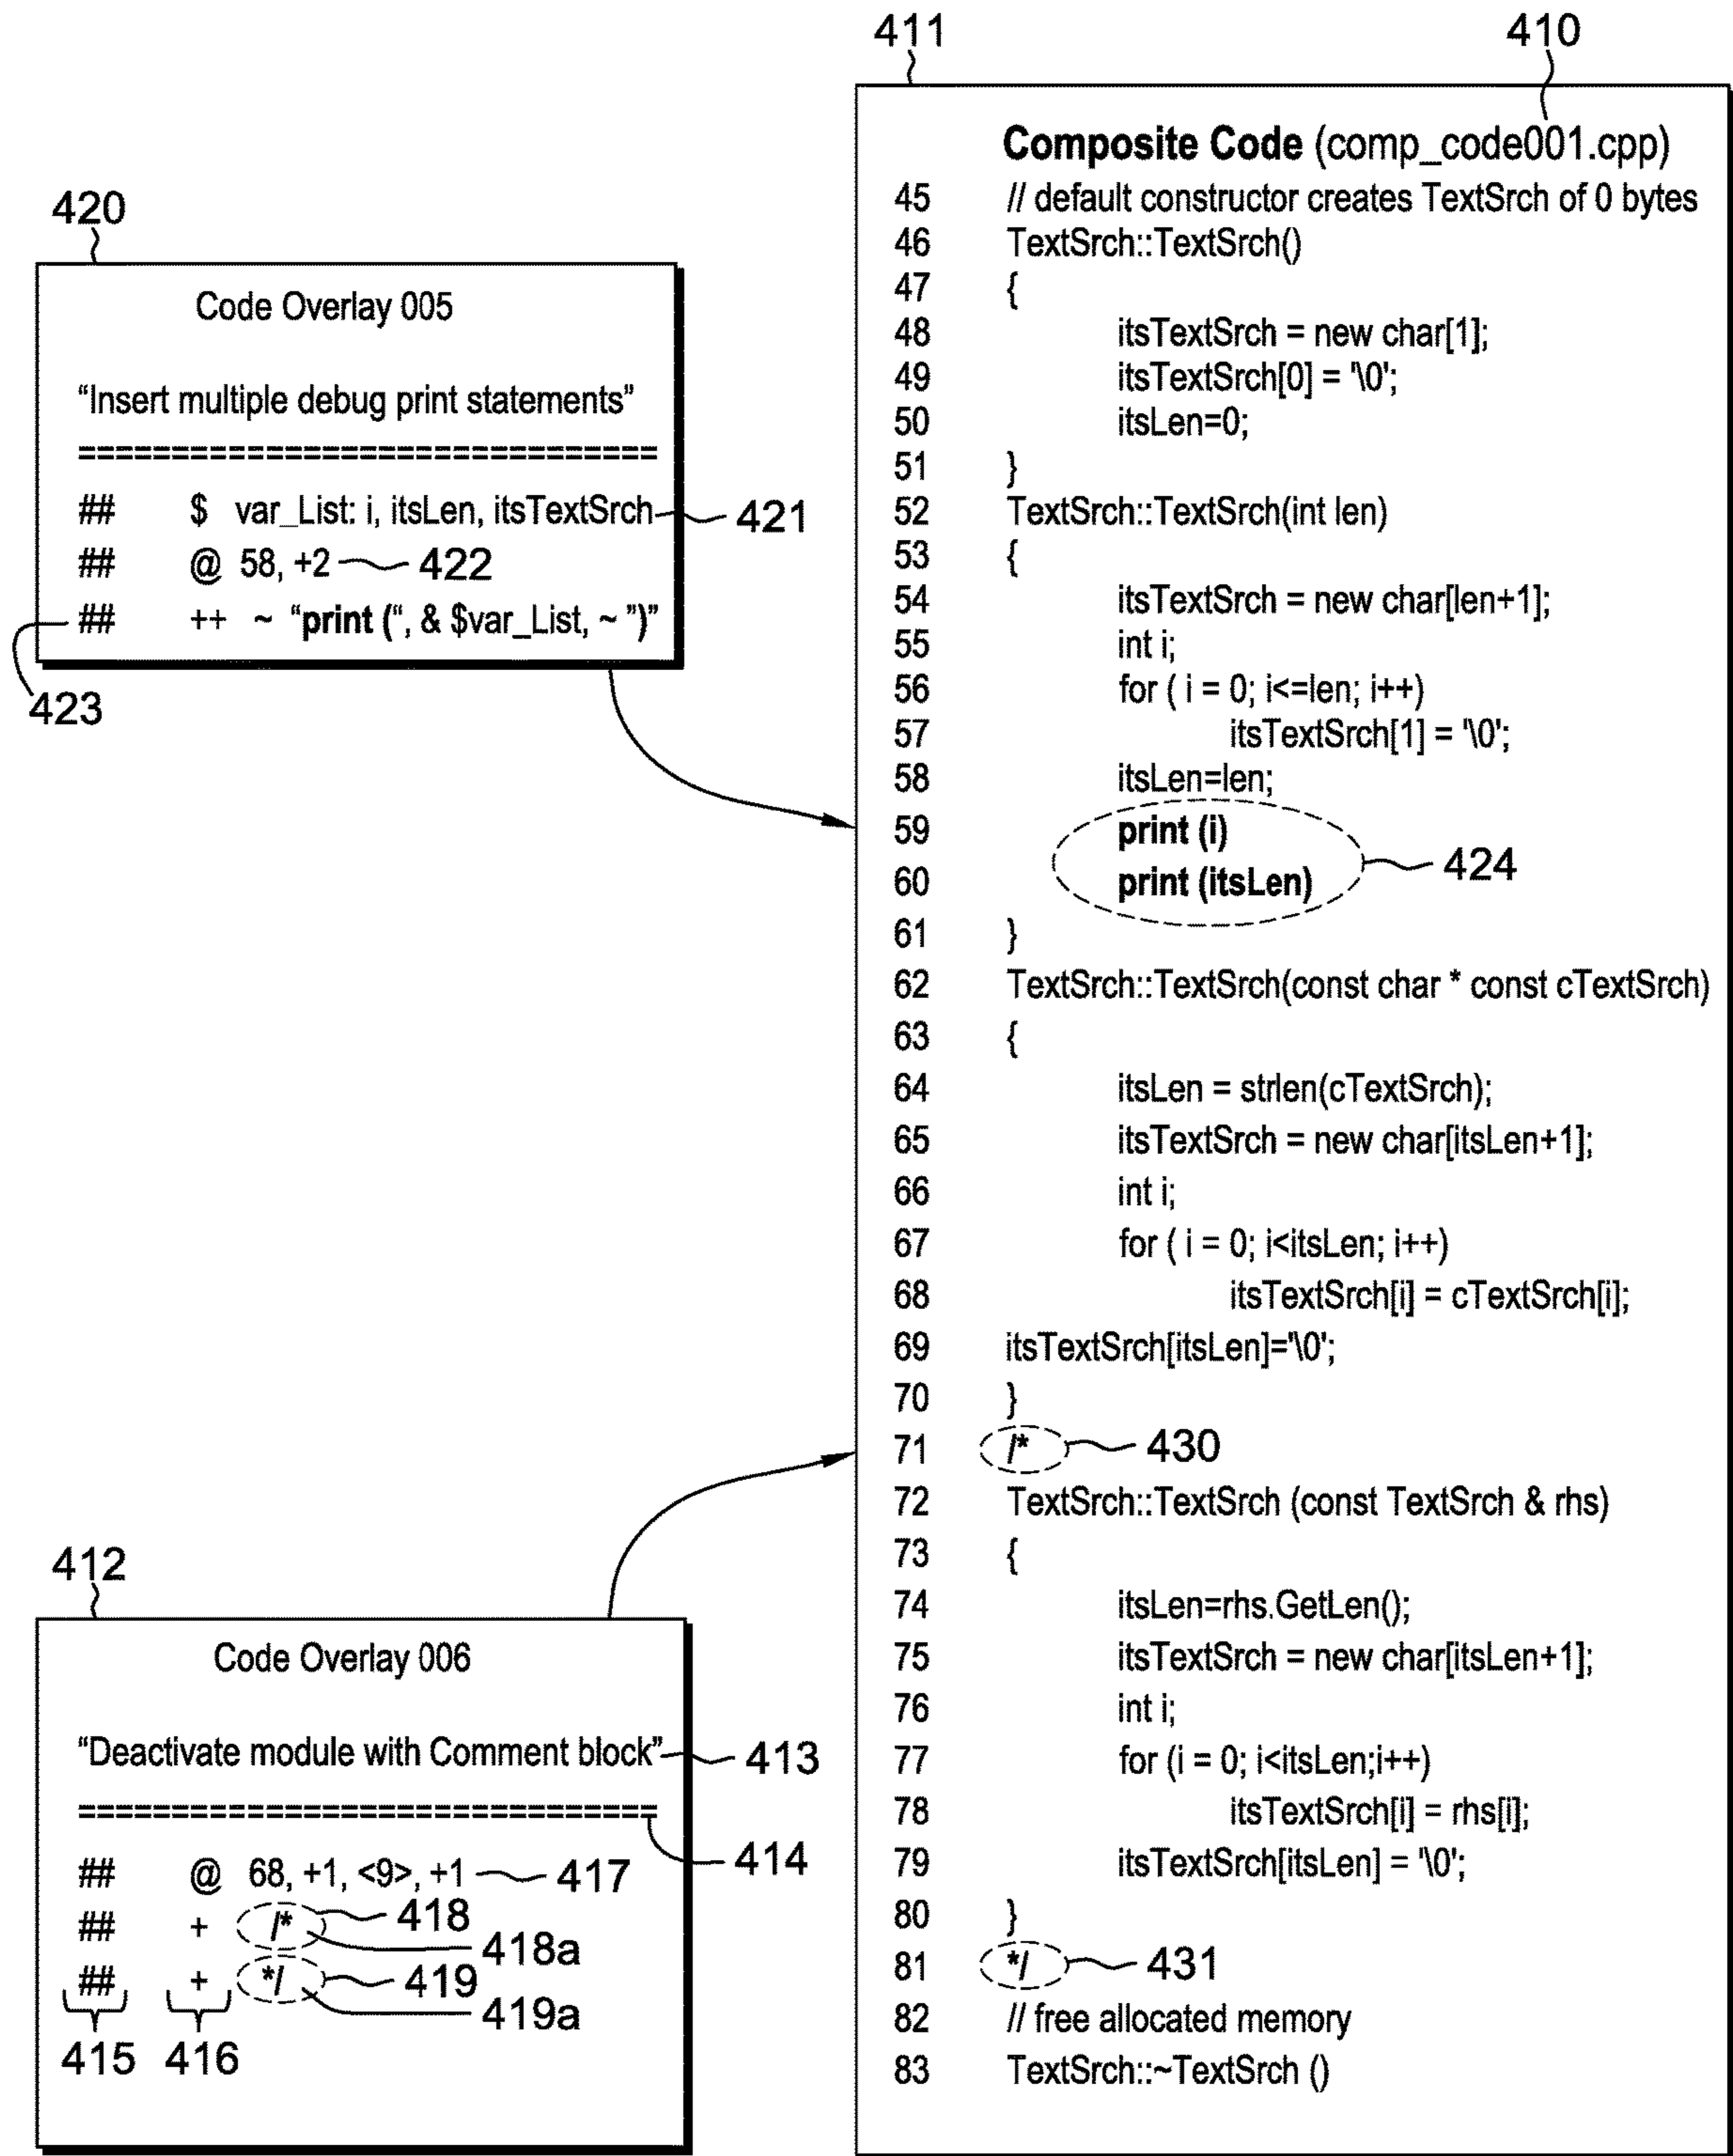 411
410
Composite Code (comp_code001.cpp)
45 // default constructor creates TextSrch of 0 bytes
46 TextSrch::TextSrch()
47 {
48 itsTextSrch = new char[1];
49 itsTextSrch[0] = '\0';
50 itsLen=0;
51 }
52 TextSrch::TextSrch(int len)
53 {
54 itsTextSrch = new char[len+1];
55 int i;
56 for ( i = 0; i<=len; i++)
57 itsTextSrch[1] = '\0';
58 itsLen=len;
59 print (i)
60 print (itsLen)
424
61 }
62 TextSrch::TextSrch(const char * const cTextSrch)
63 {
64 itsLen = strlen(cTextSrch);
65 itsTextSrch = new char[itsLen+1];
66 int i;
67 for ( i = 0; i<itsLen; i++)
68 itsTextSrch[i] = cTextSrch[i];
69 itsTextSrch[itsLen]='\0';
70 }
71 /* 430
72 TextSrch::TextSrch (const TextSrch & rhs)
73 {
74 itsLen=rhs.GetLen();
75 itsTextSrch = new char[itsLen+1];
76 int i;
77 for (i = 0; i<itsLen;i++)
78 itsTextSrch[i] = rhs[i];
79 itsTextSrch[itsLen] = '\0';
80 }
81 */ 431
82 // free allocated memory
83 TextSrch::~TextSrch ()
420
Code Overlay 005
“Insert multiple debug print statements”
===============================
## $ var_List: i, itsLen, itsTextSrch 421
## @ 58, +2 422
## ++ ~ “print (“, & $var_List, ~ ”)”
423
412
Code Overlay 006
“Deactivate module with Comment block” 413
===============================
414
## @ 68, +1, <9>, +1 417
## + /* 418
418a
## + */ 419
419a
415 416